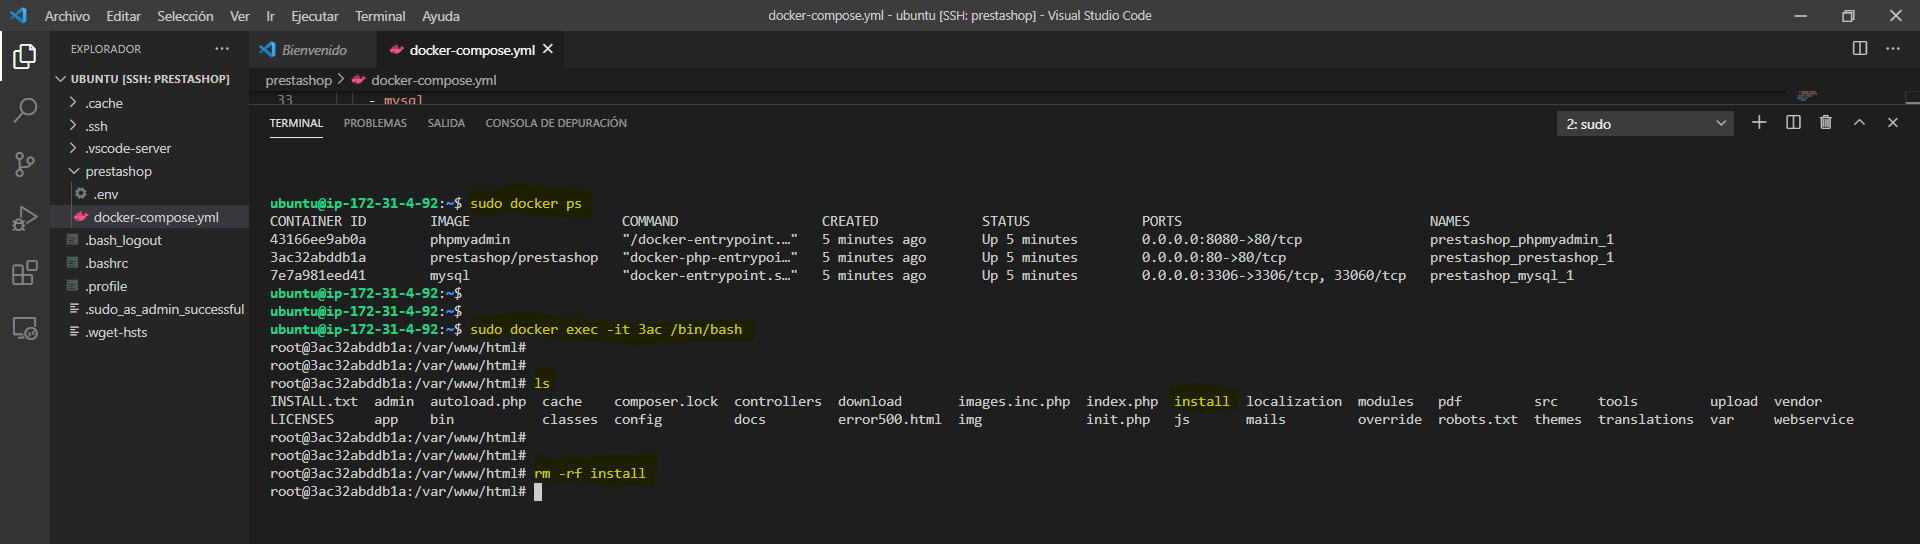 Archivo Editar Selección Ver Ir Ejecutar Terminal Ayuda
docker-compose.yml - ubuntu [SSH: prestashop] - Visual Studio Code
EXPLORADOR
UBUNTU [SSH: PRESTASHOP]
.cache
.ssh
.vscode-server
prestashop
.env
docker-compose.yml
.bash_logout
.bashrc
.profile
.sudo_as_admin_successful
.wget-hsts
Bienvenido docker-compose.yml
prestashop > docker-compose.yml
33 - mysql
TERMINAL PROBLEMAS SALIDA CONSOLA DE DEPURACIÓN
2: sudo
ubuntu@ip-172-31-4-92:~$ sudo docker ps
CONTAINER ID IMAGE COMMAND CREATED STATUS PORTS NAMES
43166ee9ab0a phpmyadmin "/docker-entrypoint.…" 5 minutes ago Up 5 minutes 0.0.0.0:8080->80/tcp prestashop_phpmyadmin_1
3ac32abddb1a prestashop/prestashop "docker-php-entrypoi…" 5 minutes ago Up 5 minutes 0.0.0.0:80->80/tcp prestashop_prestashop_1
7e7a981eed41 mysql "docker-entrypoint.s…" 5 minutes ago Up 5 minutes 0.0.0.0:3306->3306/tcp, 33060/tcp prestashop_mysql_1
ubuntu@ip-172-31-4-92:~$
ubuntu@ip-172-31-4-92:~$
ubuntu@ip-172-31-4-92:~$ sudo docker exec -it 3ac /bin/bash
root@3ac32abddb1a:/var/www/html#
root@3ac32abddb1a:/var/www/html#
root@3ac32abddb1a:/var/www/html# ls
INSTALL.txt admin autoload.php cache composer.lock controllers download images.inc.php index.php install localization modules pdf src tools upload vendor
LICENSES app bin classes config docs error500.html img init.php js mails override robots.txt themes translations var webservice
root@3ac32abddb1a:/var/www/html#
root@3ac32abddb1a:/var/www/html#
root@3ac32abddb1a:/var/www/html# rm -rf install
root@3ac32abddb1a:/var/www/html#